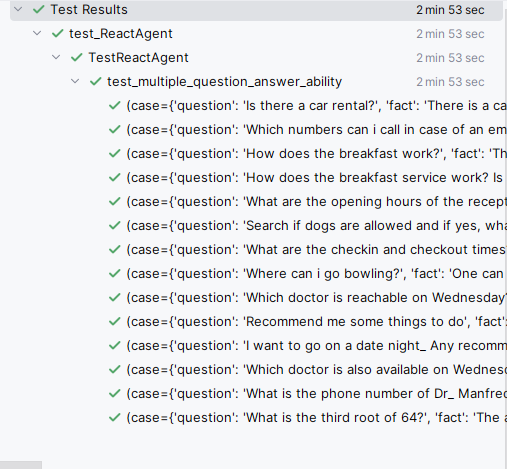 Test Results 2 min 53 sec
test_ReactAgent 2 min 53 sec
TestReactAgent 2 min 53 sec
test_multiple_question_answer_ability 2 min 53 sec
(case={'question': 'Is there a car rental?', 'fact': 'There is a ca
(case={'question': 'Which numbers can i call in case of an em
(case={'question': 'How does the breakfast work?', 'fact': 'Th
(case={'question': 'How does the breakfast service work? Is
(case={'question': 'What are the opening hours of the recept
(case={'question': 'Search if dogs are allowed and if yes, wha
(case={'question': 'What are the checkin and checkout times'
(case={'question': 'Where can i go bowling?', 'fact': 'One can
(case={'question': 'Which doctor is reachable on Wednesday?
(case={'question': 'Recommend me some things to do', 'fact':
(case={'question': 'I want to go on a date night_ Any recomm
(case={'question': 'Which doctor is also available on Wednes
(case={'question': 'What is the phone number of Dr_ Manfred
(case={'question': 'What is the third root of 64?', 'fact': 'The a